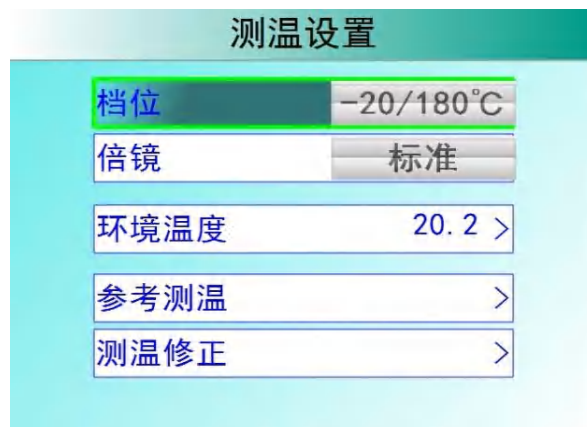 测温设置
档位 -20/180℃
倍镜 标准
环境温度 20.2 >
参考测温 >
测温修正 >